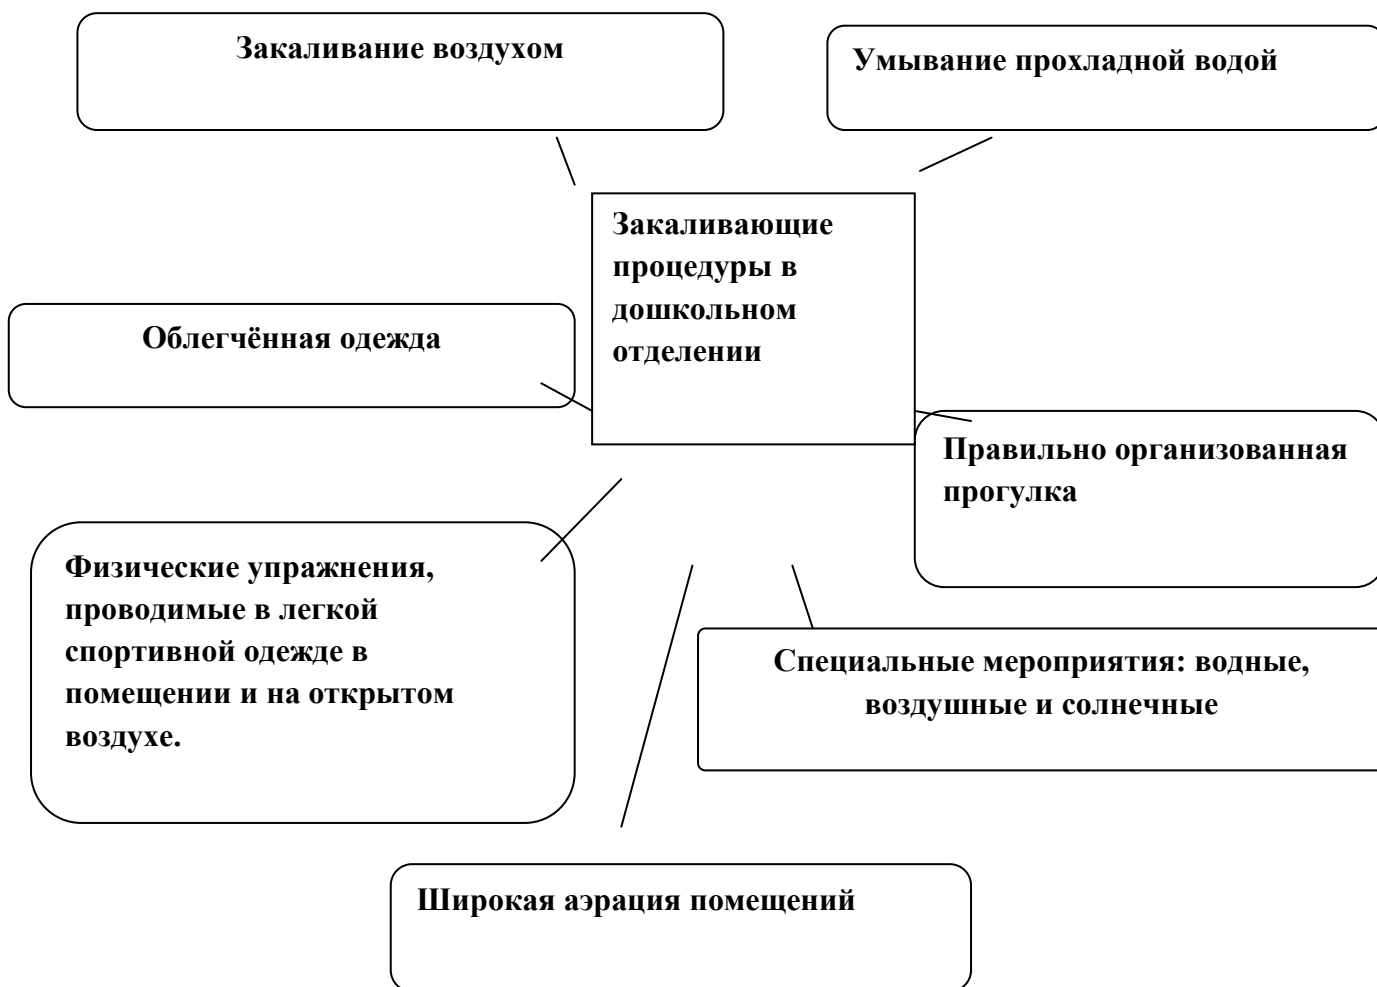 Закаливание воздухом
Умывание прохладной водой
Закаливающие
процедуры в
дошкольном
отделении
Облегчённая одежда
Правильно организованная
прогулка
Физические упражнения,
проводимые в легкой
спортивной одежде в
помещении и на открытом
воздухе.
Специальные мероприятия: водные,
воздушные и солнечные
Широкая аэрация помещений